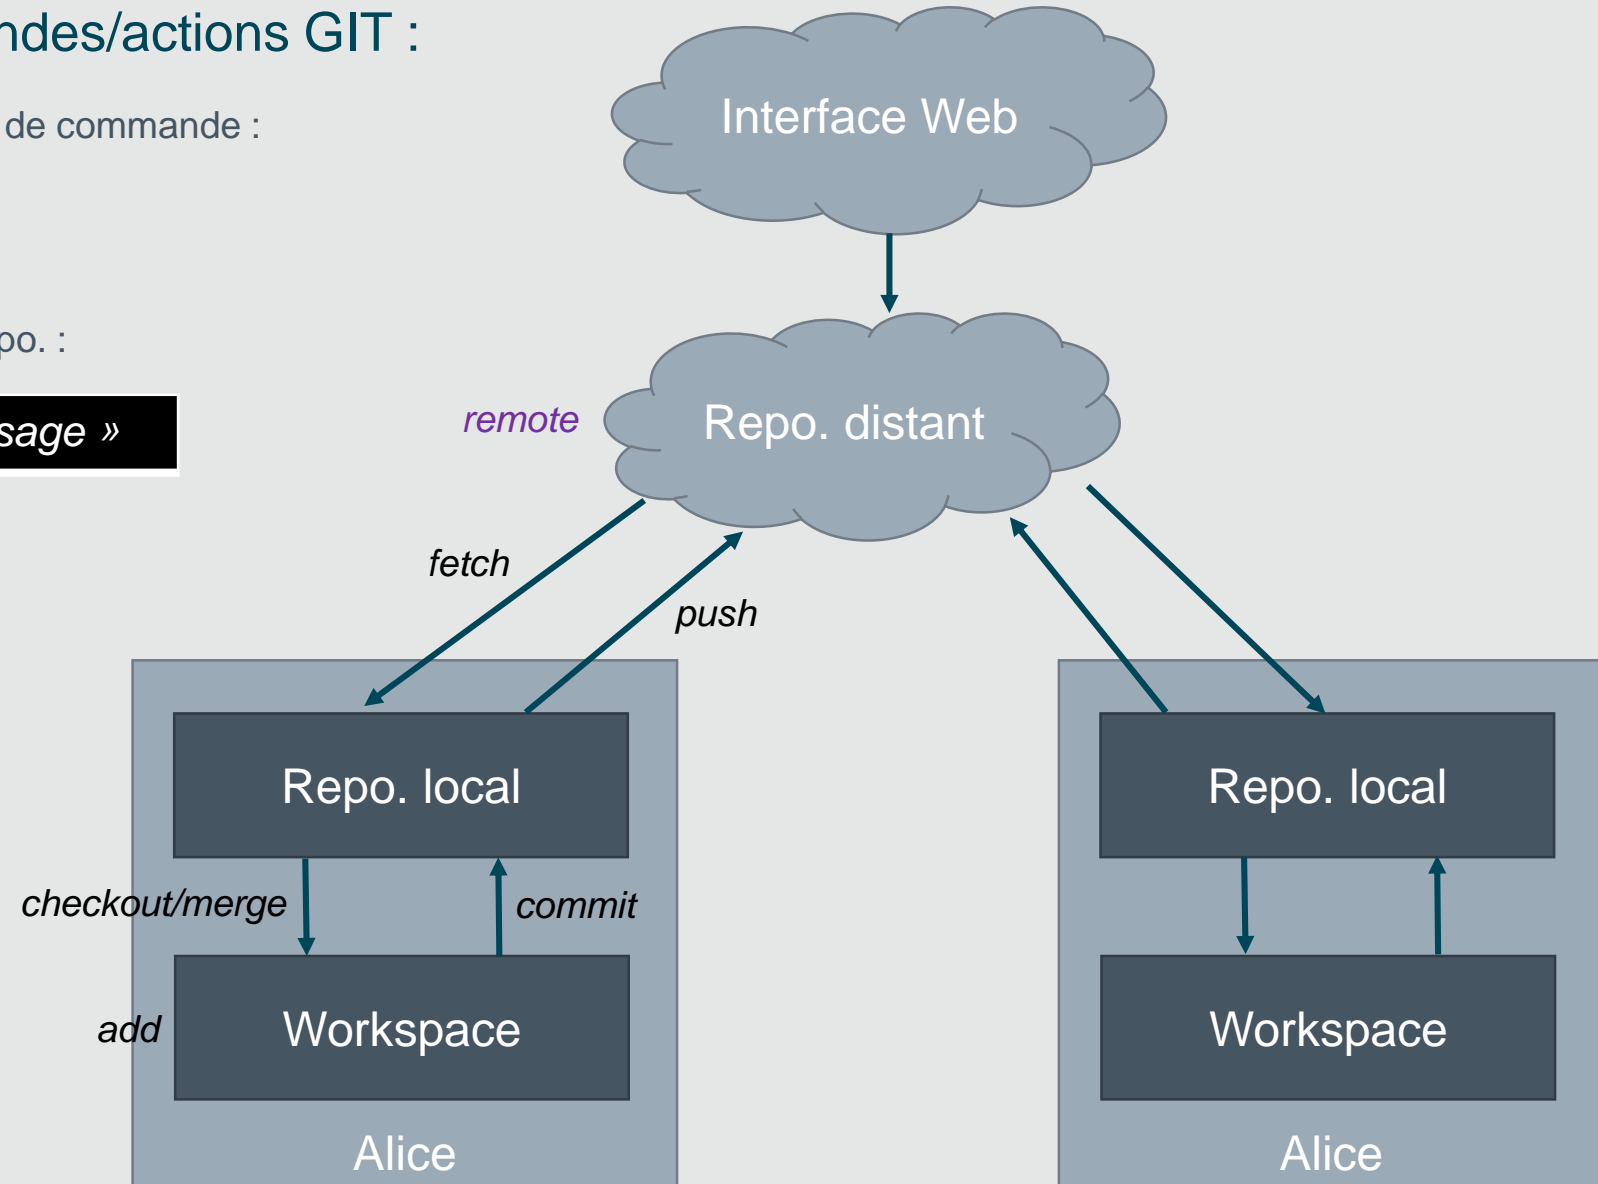 ndes/actions GIT :
de commande :
Interface Web
po. :
sage »
remote
Repo. distant
fetch
push
Repo. local
Repo. local
checkout/merge
commit
add
Workspace
Workspace
Alice
Alice